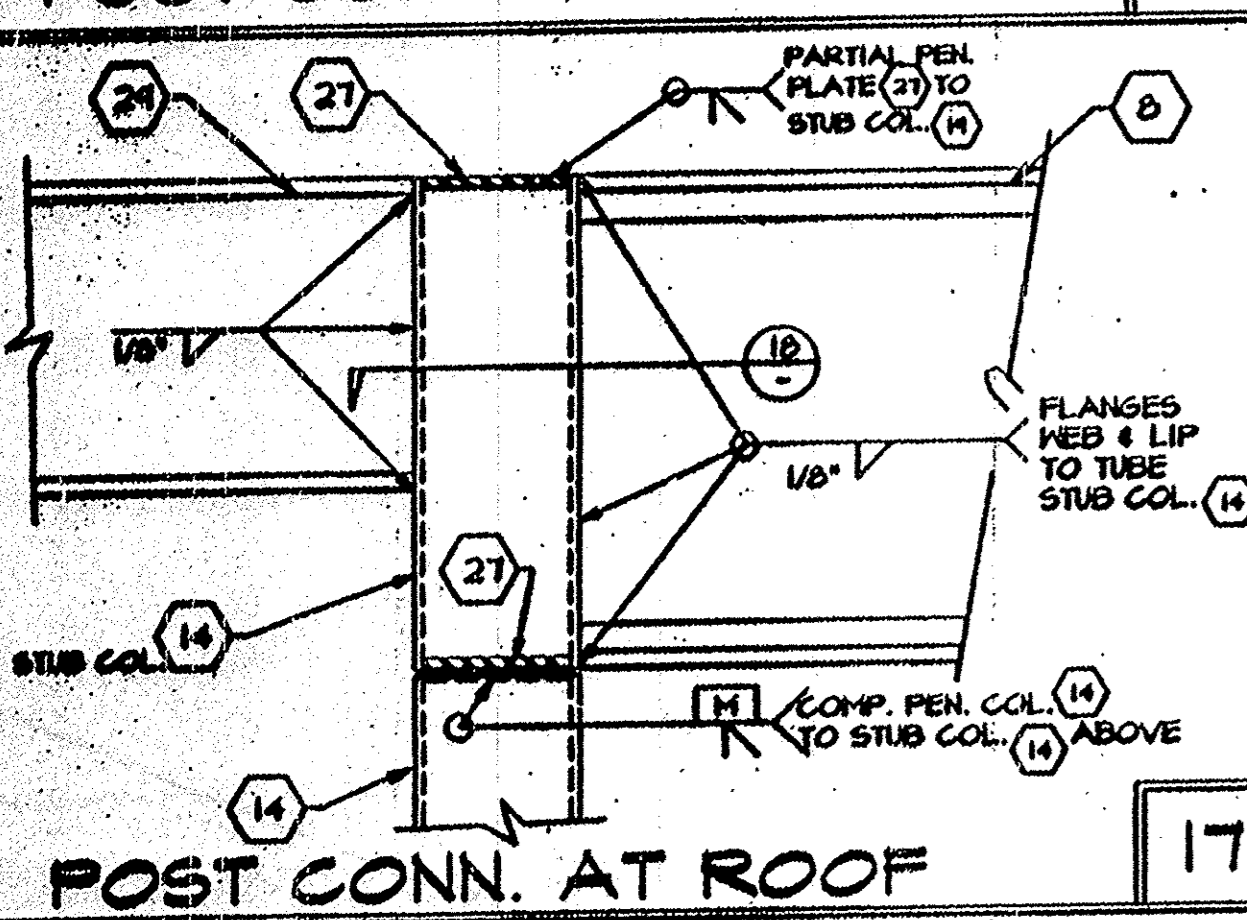 29
27
PARTIAL PEN.
PLATE 27 TO
STUB COL. 14
8
1/8"
18
-
FLANGES
WEB & LIP
TO TUBE
STUB COL. 14
1/8"
27
STUB COL. 14
M
COMP. PEN. COL. 14
TO STUB COL. 14 ABOVE
14
POST CONN. AT ROOF
17